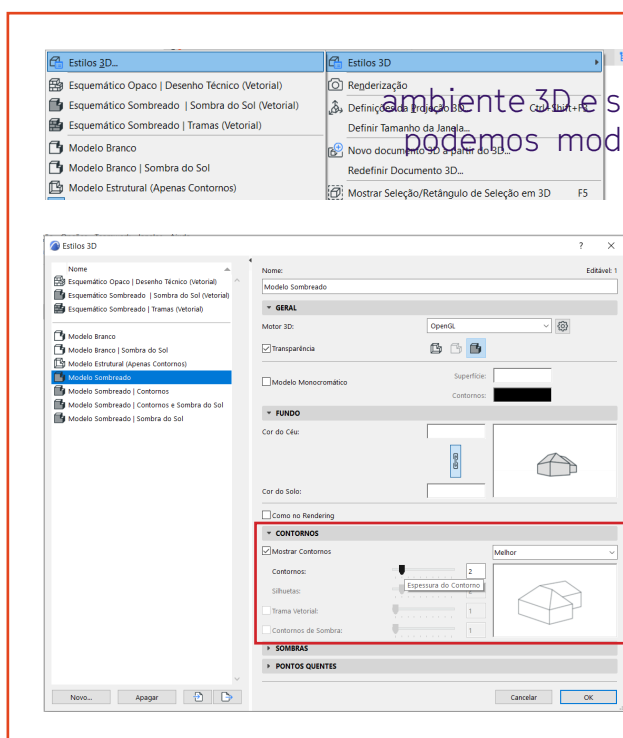 Estilos 3D...
Esquemático Opaco | Desenho Técnico (Vetorial)
Esquemático Sombreado | Sombra do Sol (Vetorial)
Esquemático Sombreado | Tramas (Vetorial)
Modelo Branco
Modelo Branco | Sombra do Sol
Modelo Estrutural (Apenas Contornos)
Estilos 3D
Renderização
Definições da Projeção 3D... Ctrl+Shift+F3
Definir Tamanho da Janela...
Novo documento 3D a partir do 3D...
Redefinir Documento 3D...
Mostrar Seleção/Retângulo de Seleção em 3D F5
ambiente 3D e s
podemos mod
Estilos 3D
? ×
Nome
Esquemático Opaco | Desenho Técnico (Vetorial)
Esquemático Sombreado | Sombra do Sol (Vetorial)
Esquemático Sombreado | Tramas (Vetorial)
Modelo Branco
Modelo Branco | Sombra do Sol
Modelo Estrutural (Apenas Contornos)
Modelo Sombreado
Modelo Sombreado | Contornos
Modelo Sombreado | Contornos e Sombra do Sol
Modelo Sombreado | Sombra do Sol
Novo... Apagar
Nome: Editável: 1
Modelo Sombreado
GERAL
Motor 3D: OpenGL
Transparência
Modelo Monocromático
Superfície:
Contornos:
FUNDO
Cor do Céu:
Cor do Solo:
Como no Rendering
CONTORNOS
Mostrar Contornos Melhor
Contornos: 2
Espessura do Contorno
Silhuetas:
Trama Vetorial: 1
Contornos de Sombra: 1
SOMBRAS
PONTOS QUENTES
Cancelar OK